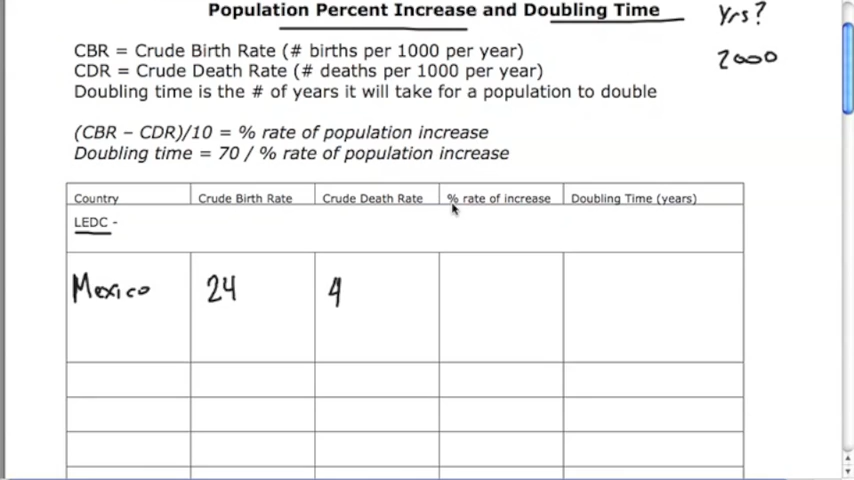 Population Percent Increase and Doubling Time
Yrs?
2000
CBR = Crude Birth Rate (# births per 1000 per year)
CDR = Crude Death Rate (# deaths per 1000 per year)
Doubling time is the # of years it will take for a population to double
(CBR – CDR)/10 = % rate of population increase
Doubling time = 70 / % rate of population increase
Country Crude Birth Rate Crude Death Rate % rate of increase Doubling Time (years)
LEDC -
Mexico 24 4